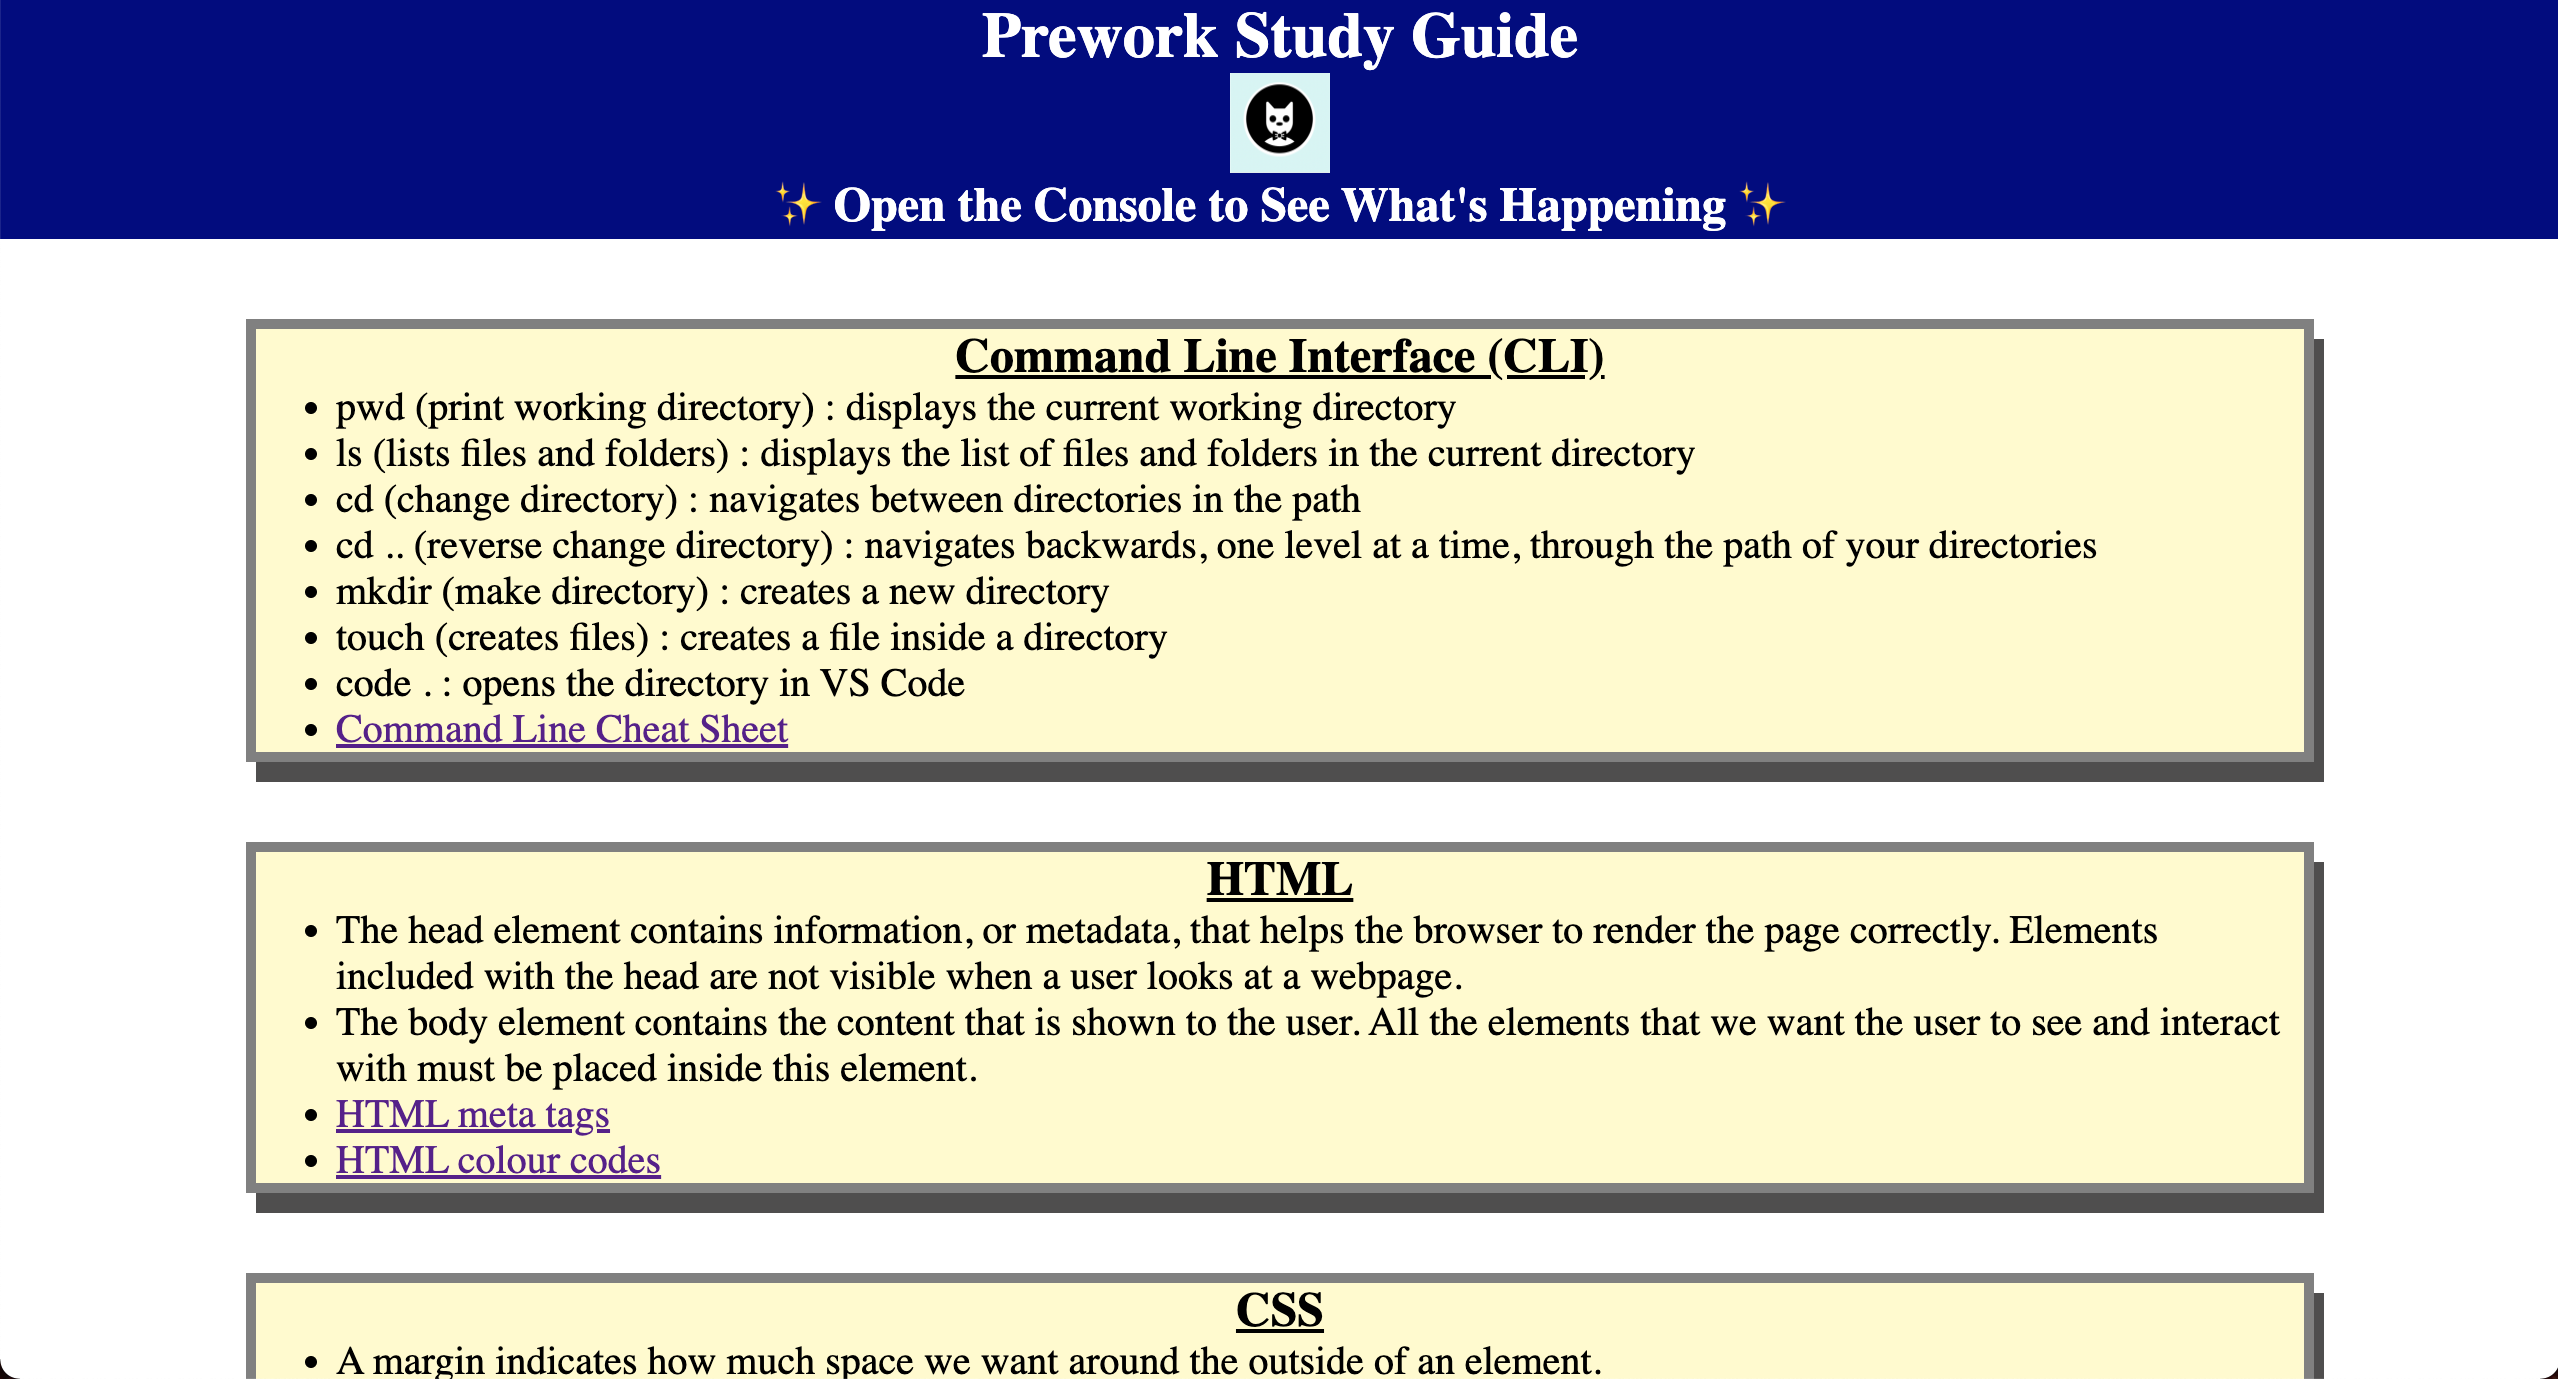 Prework Study Guide
✨ Open the Console to See What's Happening ✨
Command Line Interface (CLI)
• pwd (print working directory) : displays the current working directory
• ls (lists files and folders) : displays the list of files and folders in the current directory
• cd (change directory) : navigates between directories in the path
• cd .. (reverse change directory) : navigates backwards, one level at a time, through the path of your directories
• mkdir (make directory) : creates a new directory
• touch (creates files) : creates a file inside a directory
• code . : opens the directory in VS Code
• Command Line Cheat Sheet
HTML
• The head element contains information, or metadata, that helps the browser to render the page correctly. Elements
included with the head are not visible when a user looks at a webpage.
• The body element contains the content that is shown to the user. All the elements that we want the user to see and interact
with must be placed inside this element.
• HTML meta tags
• HTML colour codes
CSS
• A margin indicates how much space we want around the outside of an element.